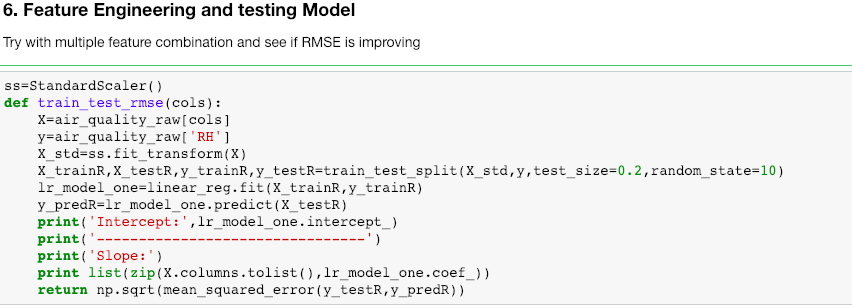 6. Feature Engineering and testing Model
Try with multiple feature combination and see if RMSE is improving
ss=StandardScaler()
def train_test_rmse(cols):
    X=air_quality_raw[cols]
    y=air_quality_raw['RH']
    X_std=ss.fit_transform(X)
    X_trainR,X_testR,y_trainR,y_testR=train_test_split(X_std,y,test_size=0.2,random_state=10)
    lr_model_one=linear_reg.fit(X_trainR,y_trainR)
    y_predR=lr_model_one.predict(X_testR)
    print('Intercept:',lr_model_one.intercept_)
    print('--------------------------------')
    print('Slope:')
    print list(zip(X.columns.tolist(),lr_model_one.coef_))
    return np.sqrt(mean_squared_error(y_testR,y_predR))